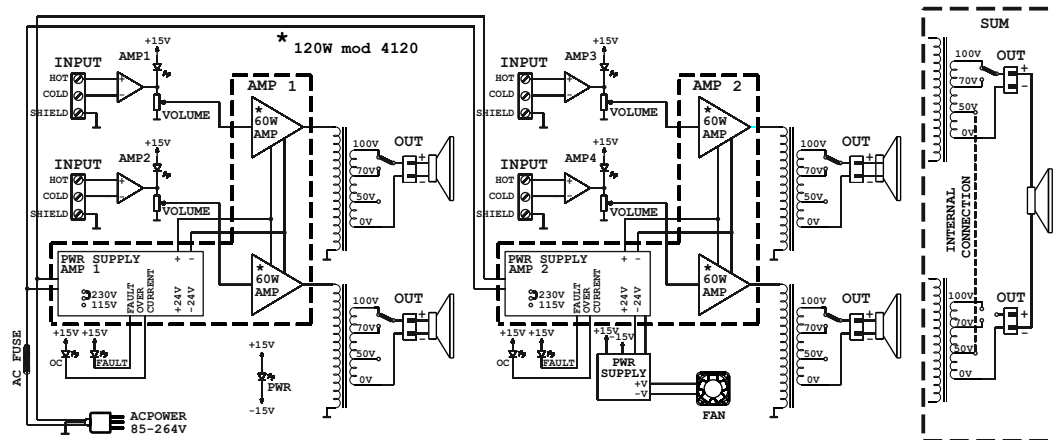 * 120W mod 4120
INPUT
HOT
COLD
SHIELD
AMP1
+15V
+
−
VOLUME
AMP 1
*
60W
AMP
100V
70V
50V
0V
OUT
+
−
INPUT
HOT
COLD
SHIELD
AMP2
+15V
+
−
VOLUME
*
60W
AMP
100V
70V
50V
0V
OUT
+
−
PWR SUPPLY
AMP 1
+ -
230V
115V
FAULT
OVER
CURRENT
+24V
-24V
+15V
+15V
OC
FAULT
+15V
PWR
-15V
AC FUSE
ACPOWER
85-264V
INPUT
HOT
COLD
SHIELD
AMP3
+15V
+
−
VOLUME
AMP 2
*
60W
AMP
100V
70V
50V
0V
OUT
+
−
INPUT
HOT
COLD
SHIELD
AMP4
+15V
+
−
VOLUME
*
60W
AMP
100V
70V
50V
0V
OUT
+
−
PWR SUPPLY
AMP 2
+ -
230V
115V
FAULT
OVER
CURRENT
+24V
-24V
+15V
+15V
OC
FAULT
+15V
-15V
PWR
SUPPLY
+V
-V
FAN
SUM
100V
70V
50V
0V
OUT
+
−
INTERNAL
CONNECTION
100V
70V
50V
0V
OUT
+
−